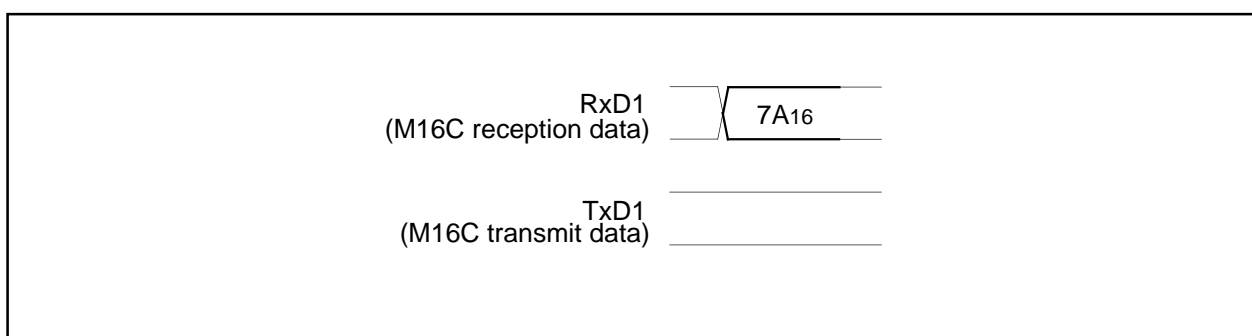 RxD1
(M16C reception data)
7A16
TxD1
(M16C transmit data)